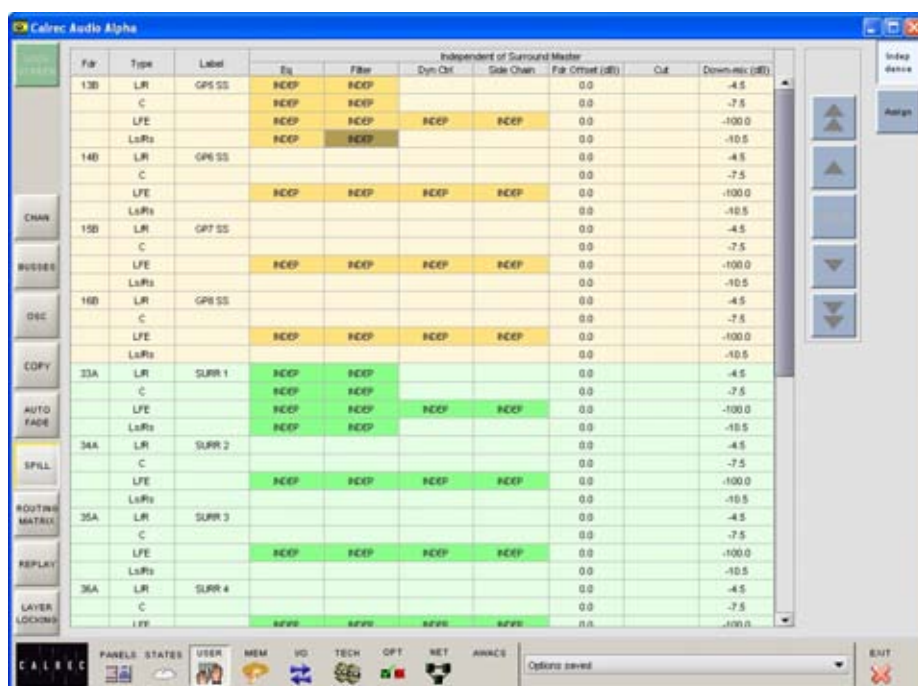 Calrec Audio Alpha
Independent of Surround Master
Fdr Type Label Eq Filter Dyn Ctrl Side Chain Fdr Offset (dB) Cut Down-mix (dB)
13B L/R GP5 SS INDEP INDEP 0.0 -4.5
C INDEP INDEP 0.0 -7.5
LFE INDEP INDEP INDEP INDEP 0.0 -100.0
Ls/Rs INDEP INDEP 0.0 -10.5
14B L/R GP6 SS 0.0 -4.5
C 0.0 -7.5
LFE INDEP INDEP INDEP INDEP 0.0 -100.0
Ls/Rs 0.0 -10.5
15B L/R GP7 SS 0.0 -4.5
C 0.0 -7.5
LFE INDEP INDEP INDEP INDEP 0.0 -100.0
Ls/Rs 0.0 -10.5
16B L/R GP8 SS 0.0 -4.5
C 0.0 -7.5
LFE INDEP INDEP INDEP INDEP 0.0 -100.0
Ls/Rs 0.0 -10.5
33A L/R SURR 1 INDEP INDEP 0.0 -4.5
C INDEP INDEP 0.0 -7.5
LFE INDEP INDEP INDEP INDEP 0.0 -100.0
Ls/Rs INDEP INDEP 0.0 -10.5
34A L/R SURR 2 0.0 -4.5
C 0.0 -7.5
LFE INDEP INDEP INDEP INDEP 0.0 -100.0
Ls/Rs 0.0 -10.5
35A L/R SURR 3 0.0 -4.5
C 0.0 -7.5
LFE INDEP INDEP INDEP INDEP 0.0 -100.0
Ls/Rs 0.0 -10.5
36A L/R SURR 4 0.0 -4.5
C 0.0 -7.5
LFE INDEP INDEP INDEP INDEP 0.0 -100.0
CHAN
BUSSES
OSC
COPY
AUTO
FADE
SPILL
ROUTING
MATRIX
REPLAY
LAYER
LOCKING
Indep
dence
Assign
CALREC
PANELS STATES USER MEM I/O TECH OPT NET AWACS
Options saved
EXIT